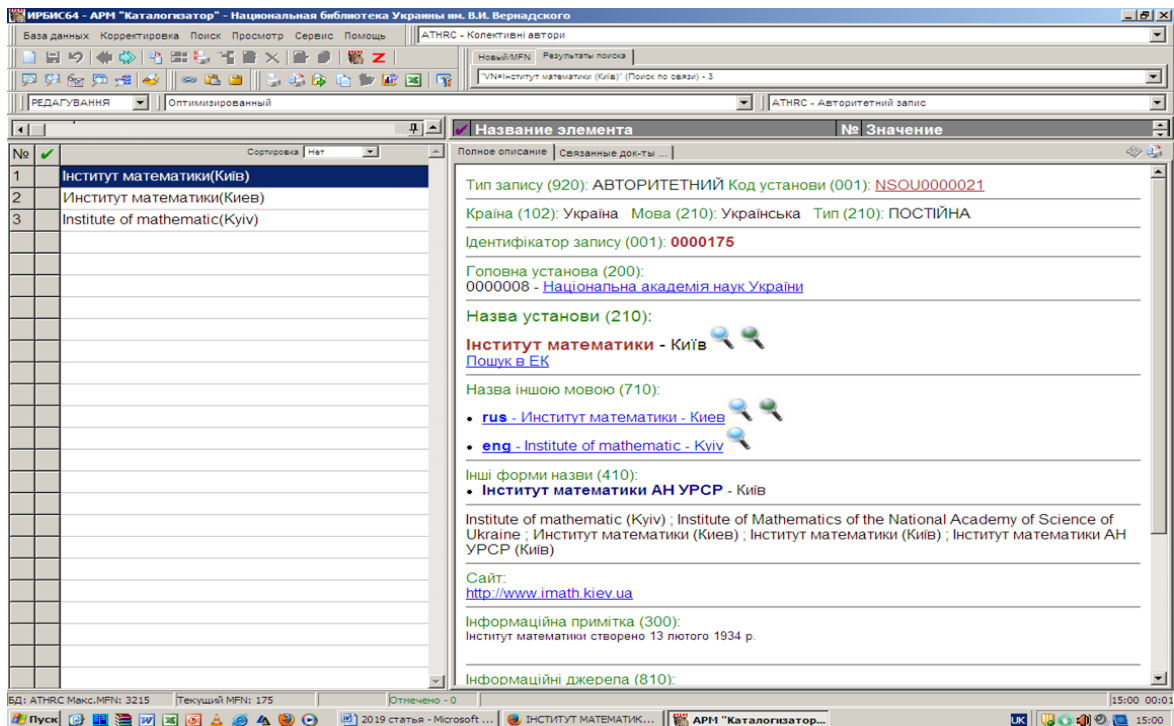 ИРБИС64 - АРМ "Каталогизатор" - Национальная библиотека Украины им. В.И. Вернадского
База данных Корректировка Поиск Просмотр Сервис Помощь
ATHRC - Колективні автори
Новый/MFN Результаты поиска
"VN=Інститут математики (Київ)" (Поиск по связи) - 3
РЕДАГУВАННЯ Оптимизированный ATHRC - Авторитетний запис
Название элемента № Значение
№ Сортировка Нет
Полное описание Связанные док-ты ...
1 Інститут математики(Київ)
2 Институт математики(Киев)
3 Institute of mathematic(Kyiv)
Тип запису (920): АВТОРИТЕТНИЙ Код установи (001): NSOU0000021
Країна (102): Україна Мова (210): Українська Тип (210): ПОСТІЙНА
Ідентифікатор запису (001): 0000175
Головна установа (200):
0000008 - Національна академія наук України
Назва установи (210):
Інститут математики - Київ
Пошук в ЕК
Назва іншою мовою (710):
• rus - Институт математики - Киев
• eng - Institute of mathematic - Kyiv
Інші форми назви (410):
• Інститут математики АН УРСР - Київ
Institute of mathematic (Kyiv) ; Institute of Mathematics of the National Academy of Science of
Ukraine ; Институт математики (Киев) ; Інститут математики (Київ) ; Інститут математики АН
УРСР (Київ)
Сайт:
http://www.imath.kiev.ua
Інформаційна примітка (300):
Інститут математики створено 13 лютого 1934 р.
Інформаційні джерела (810):
БД: ATHRC Макс.MFN: 3215 Текущий MFN: 175 Отмечено - 0 15:00 00:01
Пуск 2019 статья - Microsoft ... ІНСТИТУТ МАТЕМАТИК... АРМ "Каталогизатор... UK 15:00